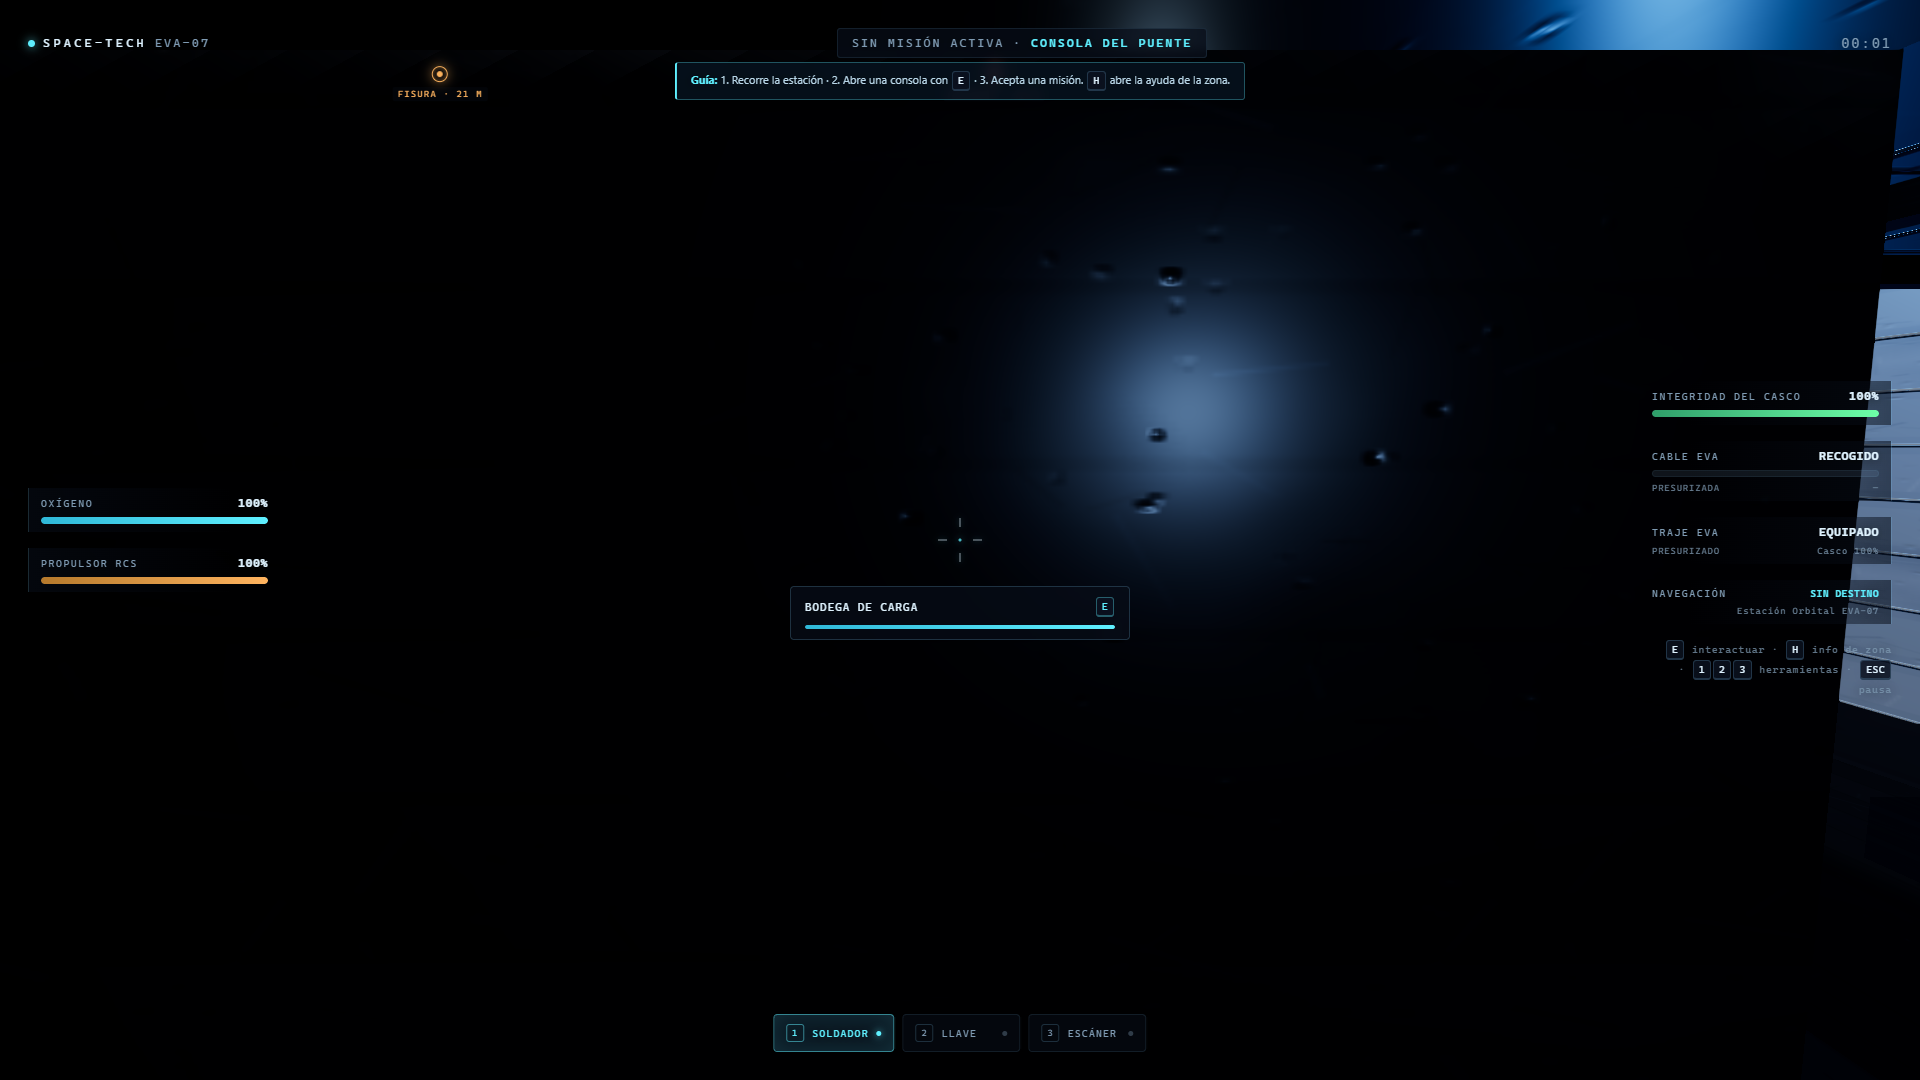 SPACE-TECH EVA-07
SIN MISIÓN ACTIVA · CONSOLA DEL PUENTE
00:01
Guía: 1. Recorre la estación · 2. Abre una consola con E · 3. Acepta una misión. H abre la ayuda de la zona.
FISURA · 21 M
INTEGRIDAD DEL CASCO 100%
CABLE EVA RECOGIDO
PRESURIZADA —
OXÍGENO 100%
PROPULSOR RCS 100%
TRAJE EVA EQUIPADO
PRESURIZADO Casco 100%
NAVEGACIÓN SIN DESTINO
Estación Orbital EVA-07
BODEGA DE CARGA E
E interactuar · H info de zona
· 1 2 3 herramientas · ESC
pausa
1 SOLDADOR
2 LLAVE
3 ESCÁNER